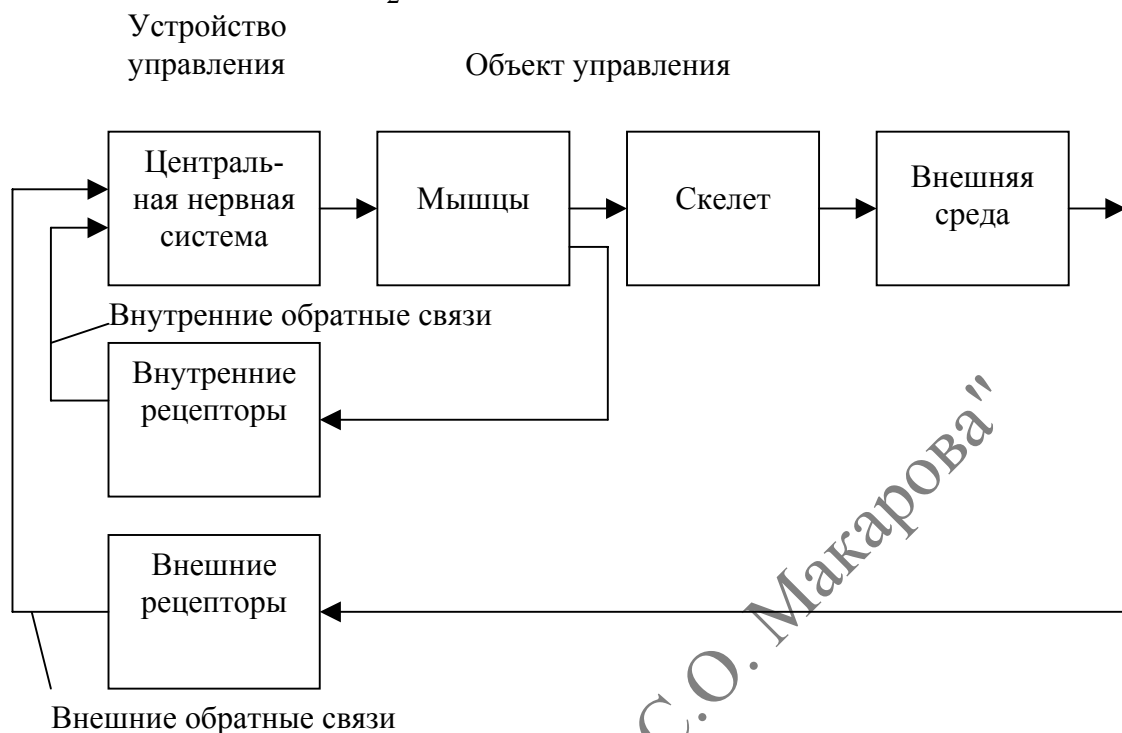 2
Устройство
управления
Объект управления
Централь-
ная нервная
система
Мышцы
Скелет
Внешняя
среда
Внутренние обратные связи
Внутренние
рецепторы
Внешние
рецепторы
Внешние обратные связи
С.О. Макарова"